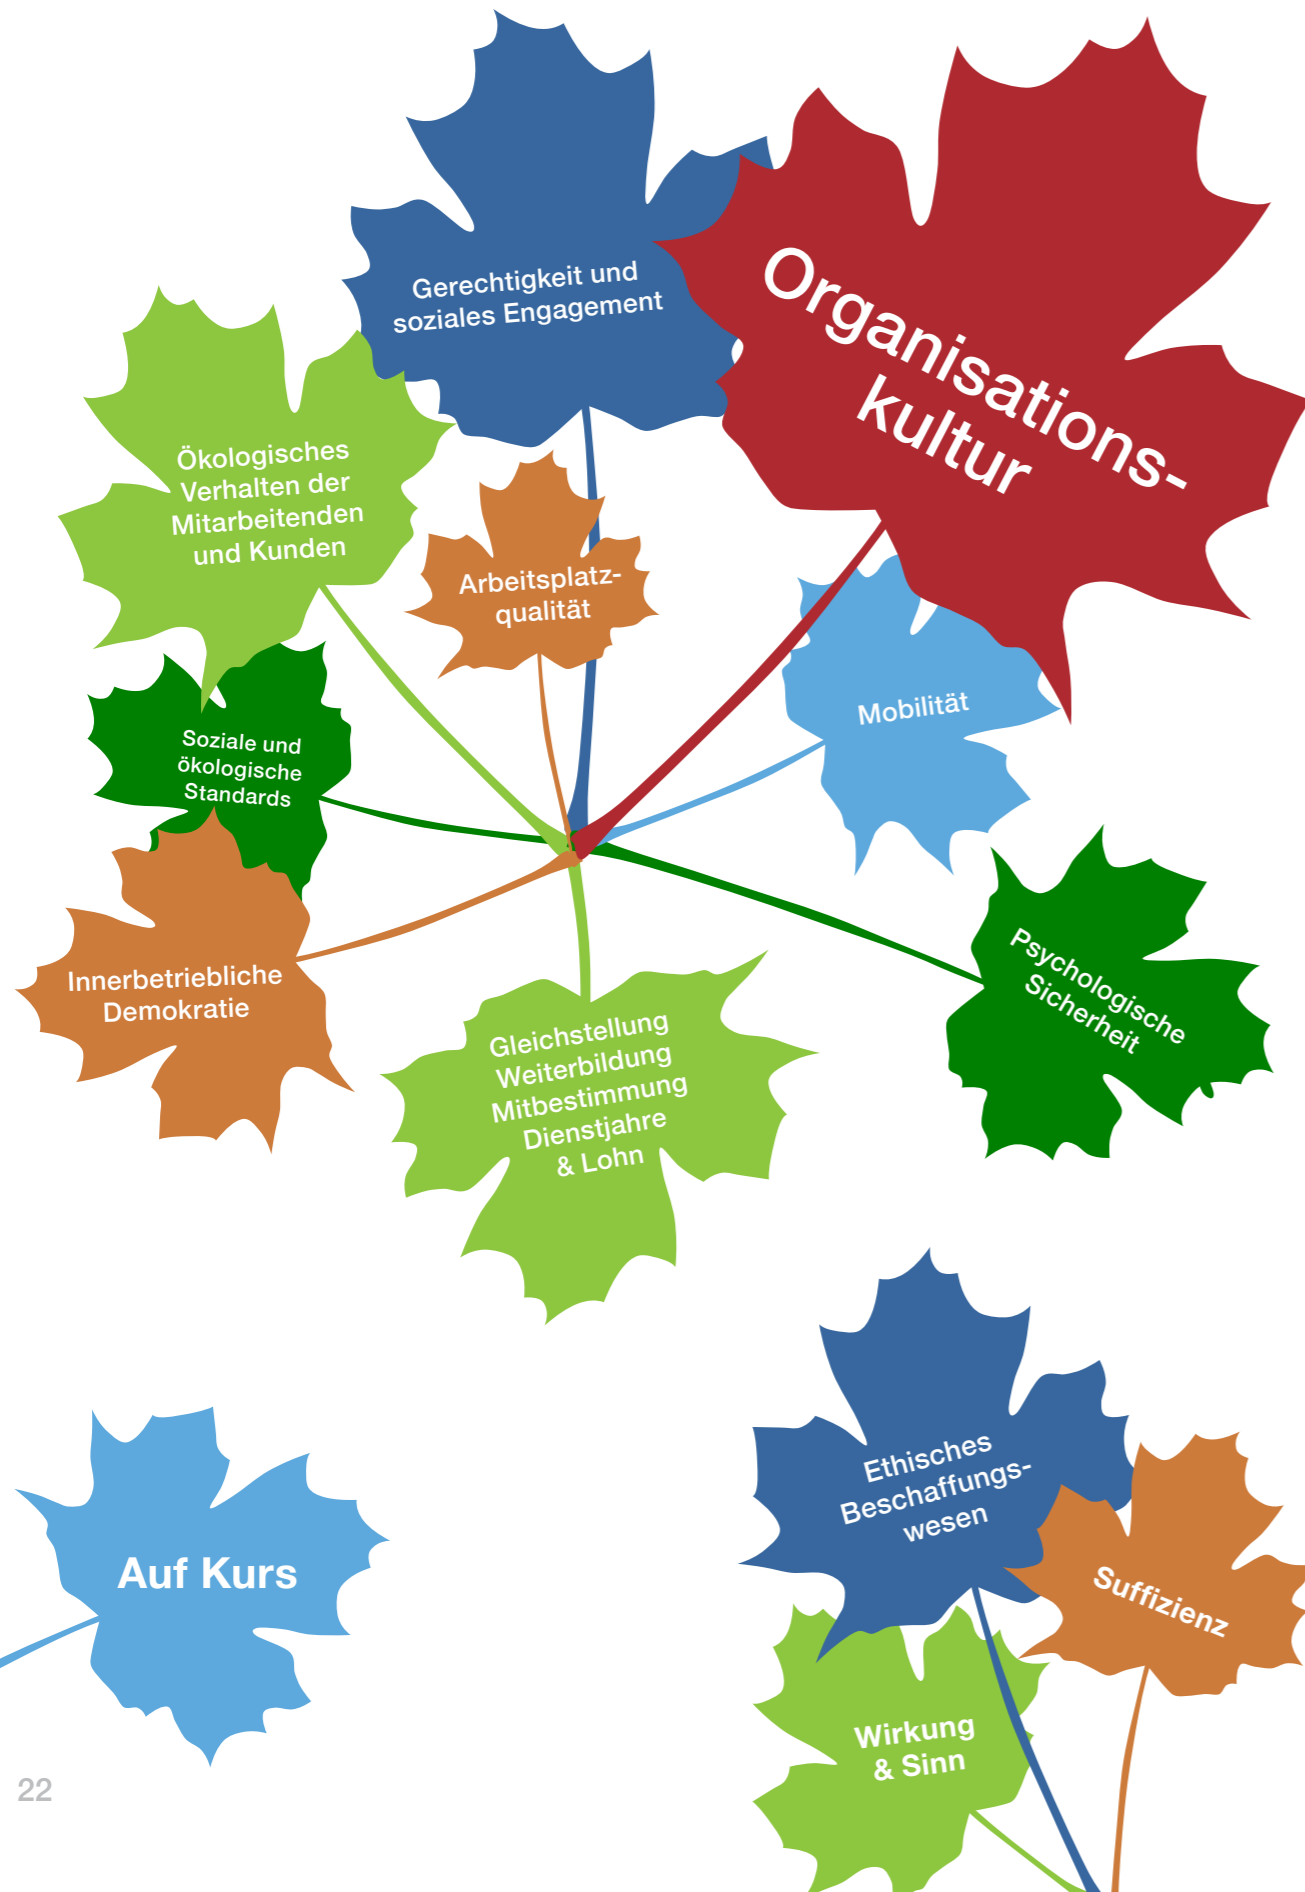 Gerechtigkeit und
soziales Engagement
Organisations-
kultur
Ökologisches
Verhalten der
Mitarbeitenden
und Kunden
Arbeitsplatz-
qualität
Mobilität
Soziale und
ökologische
Standards
Psychologische
Sicherheit
Innerbetriebliche
Demokratie
Gleichstellung
Weiterbildung
Mitbestimmung
Dienstjahre
& Lohn
Ethisches
Beschaffungs-
wesen
Auf Kurs
Suffizienz
Wirkung
& Sinn
22